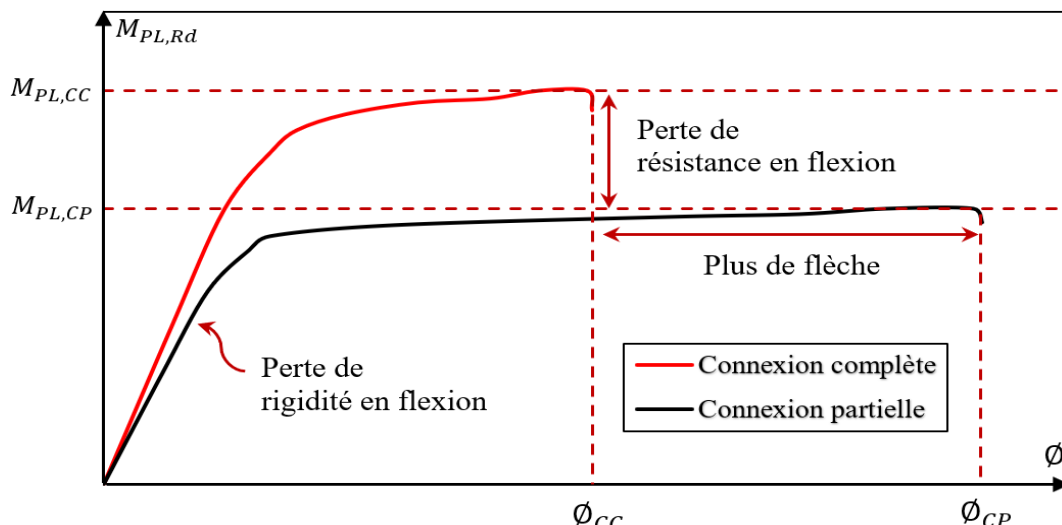 M_{PL,Rd}
M_{PL,CC}
Perte de
résistance en flexion
M_{PL,CP}
Plus de flèche
Perte de
rigidité en flexion
Connexion complète
Connexion partielle
Ø
Ø_{CC}
Ø_{CP}